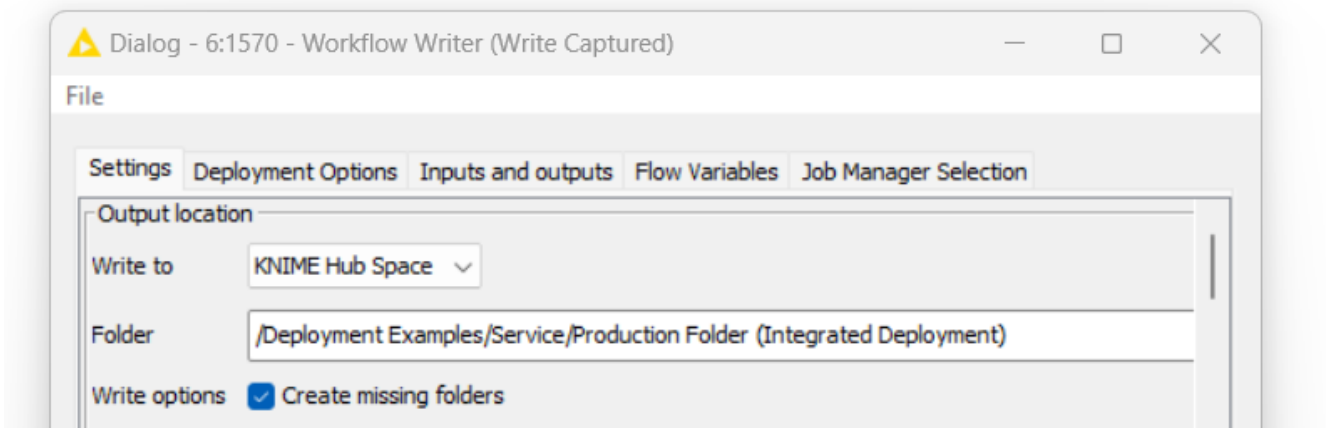 Dialog - 6:1570 - Workflow Writer (Write Captured)
File
Settings Deployment Options Inputs and outputs Flow Variables Job Manager Selection
Output location
Write to KNIME Hub Space
Folder /Deployment Examples/Service/Production Folder (Integrated Deployment)
Write options Create missing folders